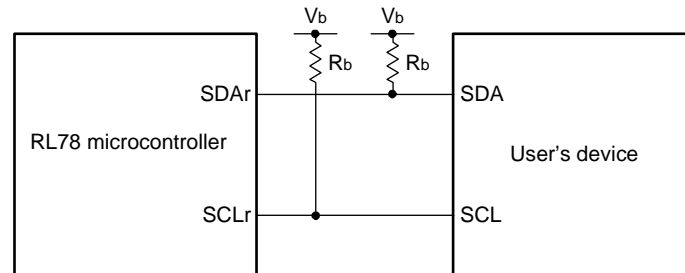 Vb Vb
Rb Rb
SDAr SDA
RL78 microcontroller
User's device
SCLr SCL